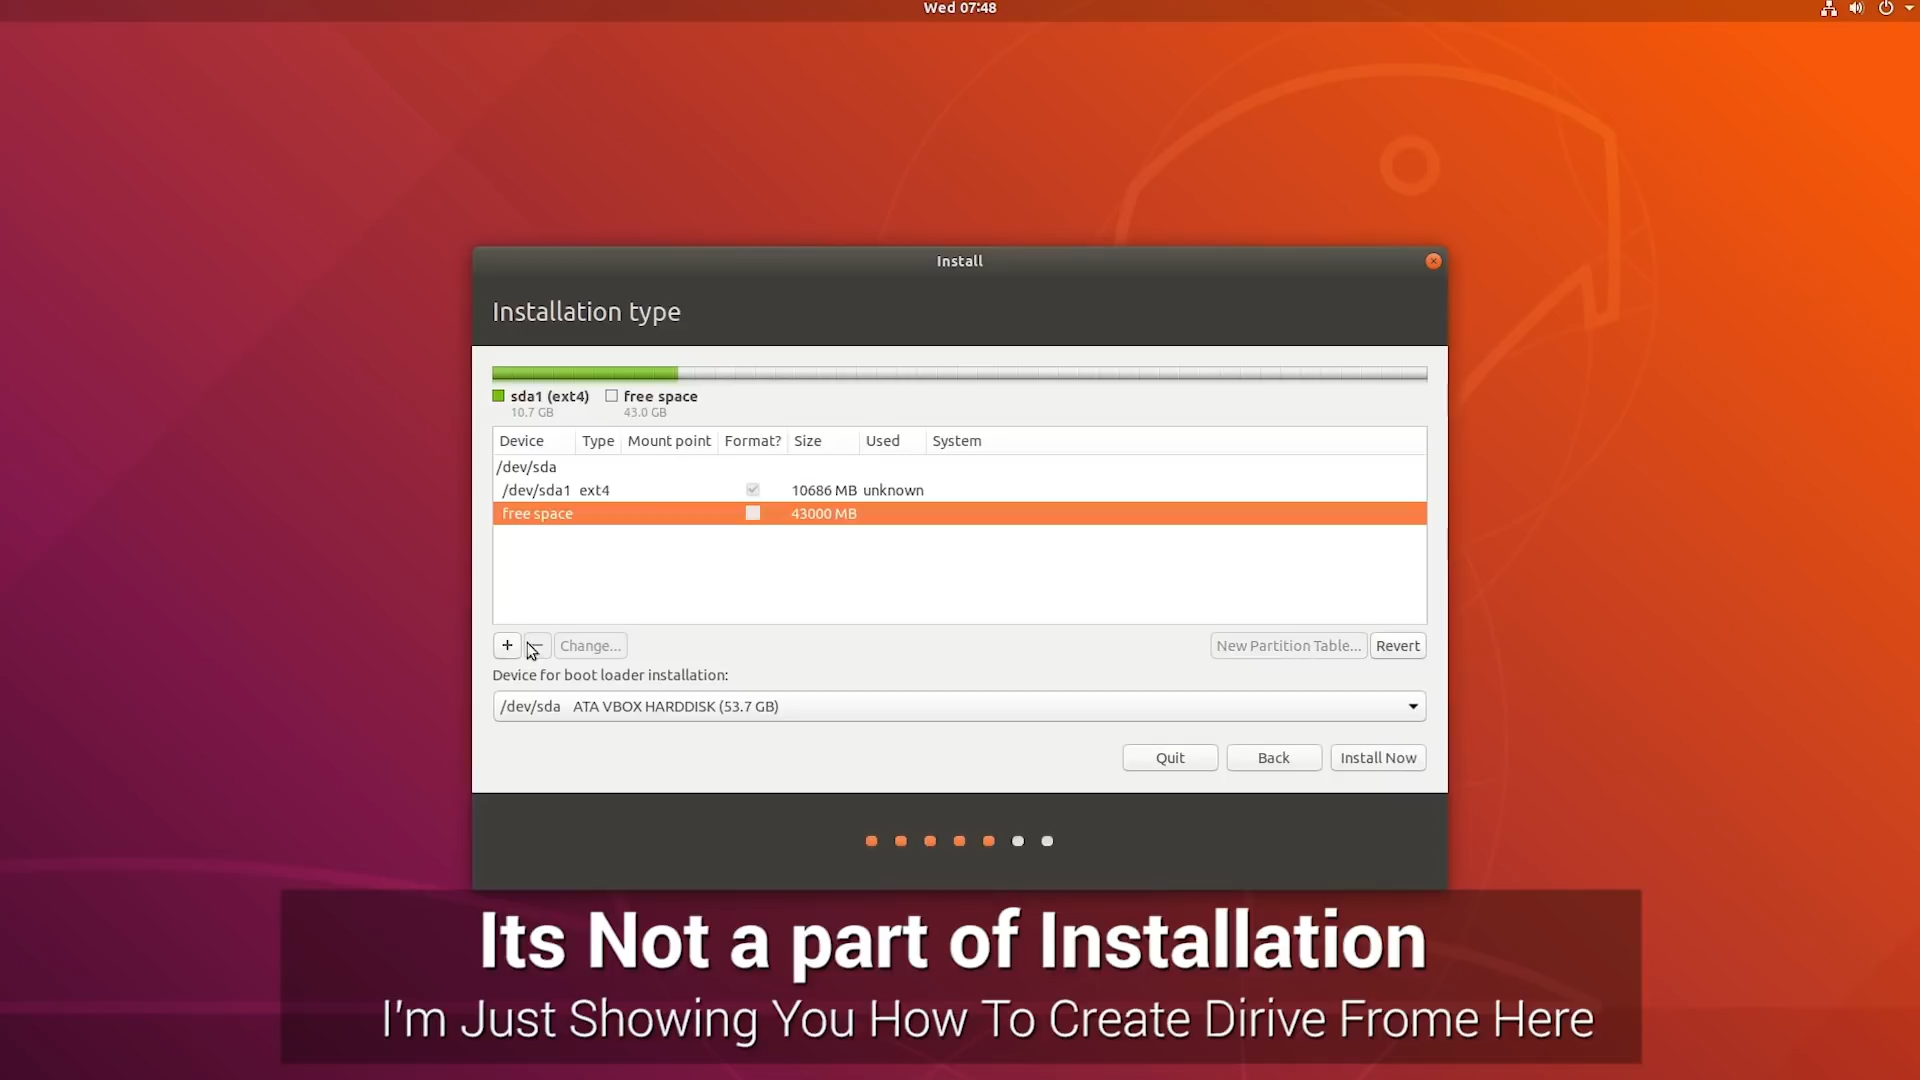 Wed 07:48
Install
Installation type
sda1 (ext4) free space
10.7 GB 43.0 GB
Device Type Mount point Format? Size Used System
/dev/sda
/dev/sda1 ext4 10686 MB unknown
free space 43000 MB
+ Change... New Partition Table... Revert
Device for boot loader installation:
/dev/sda ATA VBOX HARDDISK (53.7 GB)
Quit Back Install Now
Its Not a part of Installation
I'm Just Showing You How To Create Dirive Frome Here